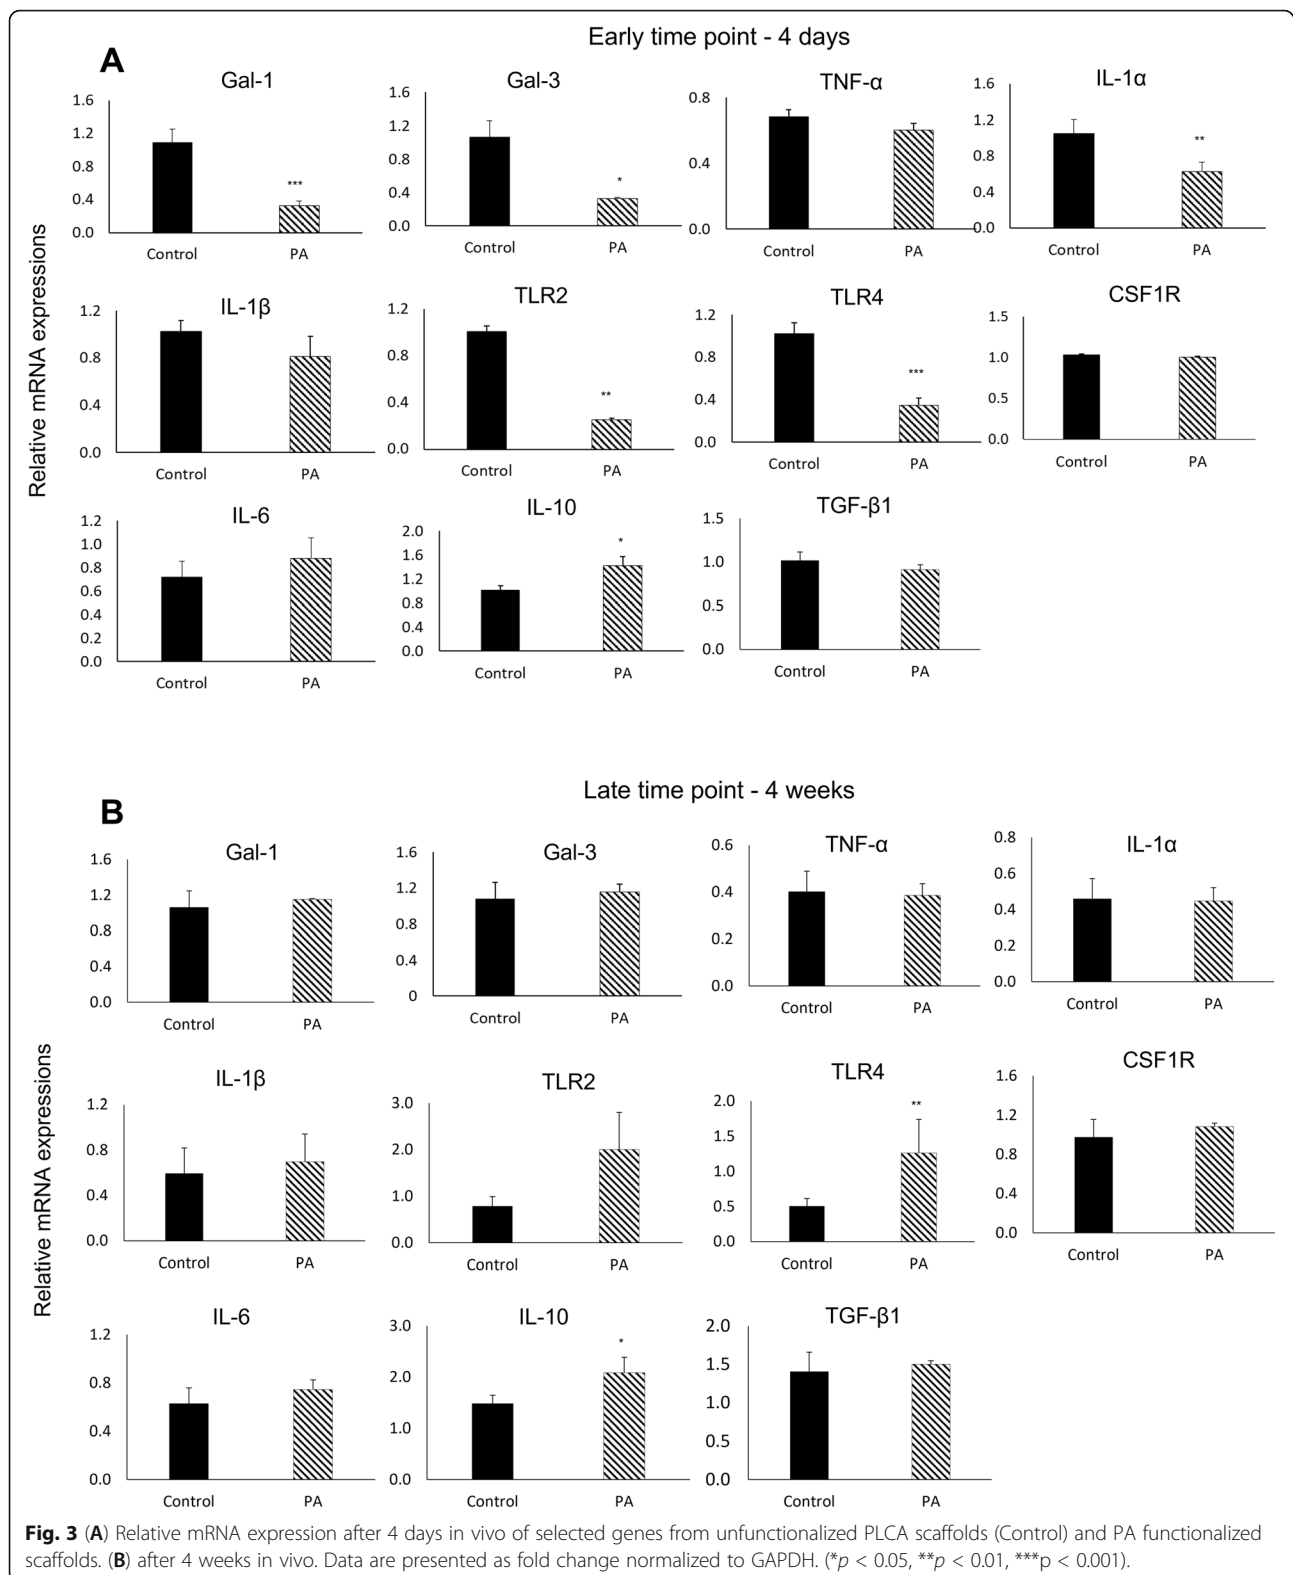 Early time point - 4 days
A
Gal-1
Gal-3
TNF-α
IL-1α
1.6
1.2
0.8
0.4
0.0
Control
PA
***
1.6
1.2
0.8
0.4
0.0
Control
PA
*
0.8
0.4
0.0
Control
PA
1.6
1.2
0.8
0.4
0.0
Control
PA
**
Relative mRNA expressions
IL-1β
TLR2
TLR4
CSF1R
1.2
0.8
0.4
0.0
Control
PA
1.2
0.8
0.4
0.0
Control
PA
**
1.2
0.8
0.4
0.0
Control
PA
***
1.5
1.0
0.5
0.0
Control
PA
IL-6
IL-10
TGF-β1
1.2
1.0
0.8
0.6
0.4
0.2
0.0
Control
PA
2.0
1.6
1.2
0.8
0.4
0.0
Control
PA
*
1.5
1.0
0.5
0.0
Control
PA
Late time point - 4 weeks
B
Gal-1
Gal-3
TNF-α
IL-1α
1.6
1.2
0.8
0.4
0.0
Control
PA
1.6
1.2
0.8
0.4
0
Control
PA
0.6
0.4
0.2
0.0
Control
PA
0.8
0.6
0.4
0.2
0.0
Control
PA
Relative mRNA expressions
IL-1β
TLR2
TLR4
CSF1R
1.2
0.8
0.4
0.0
Control
PA
3.0
2.0
1.0
0.0
Control
PA
2.0
1.5
1.0
0.5
0.0
Control
PA
**
1.6
1.2
0.8
0.4
0.0
Control
PA
IL-6
IL-10
TGF-β1
1.2
0.8
0.4
0.0
Control
PA
3.0
2.0
1.0
0.0
Control
PA
*
2.0
1.5
1.0
0.5
0.0
Control
PA
Fig. 3 (A) Relative mRNA expression after 4 days in vivo of selected genes from unfunctionalized PLCA scaffolds (Control) and PA functionalized
scaffolds. (B) after 4 weeks in vivo. Data are presented as fold change normalized to GAPDH. (*p < 0.05, **p < 0.01, ***p < 0.001).